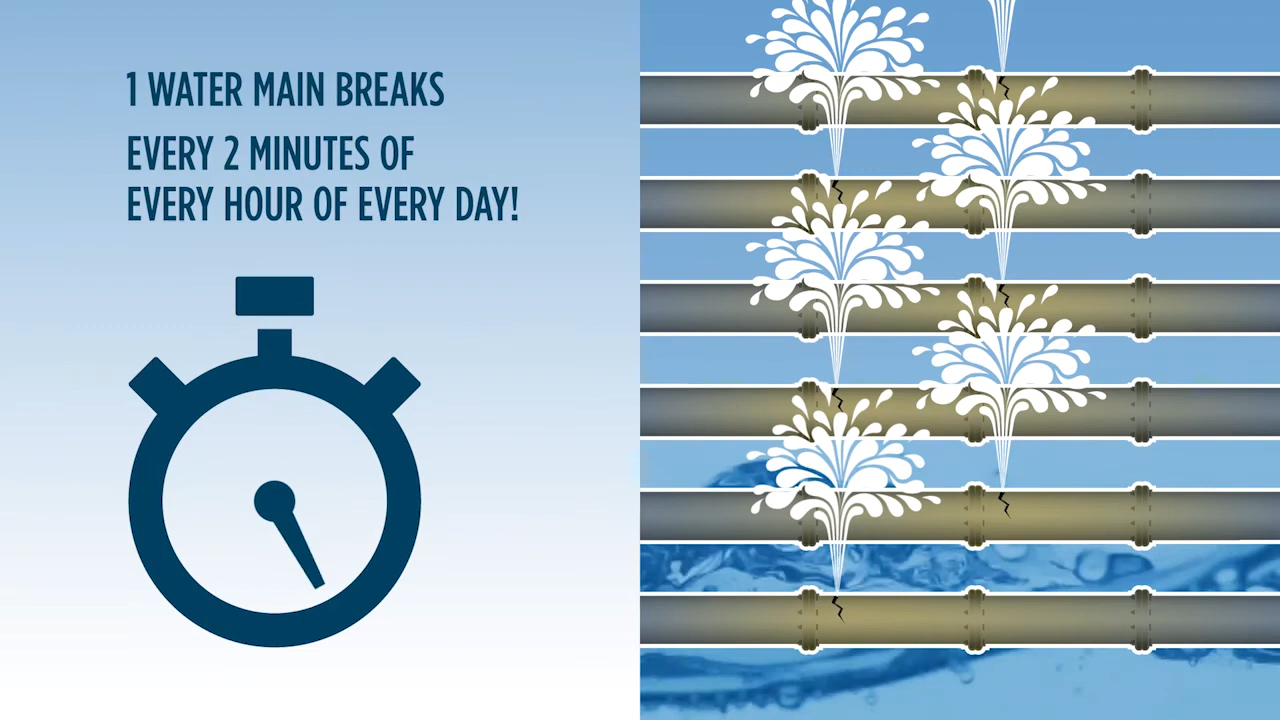 1 WATER MAIN BREAKS
EVERY 2 MINUTES OF
EVERY HOUR OF EVERY DAY!